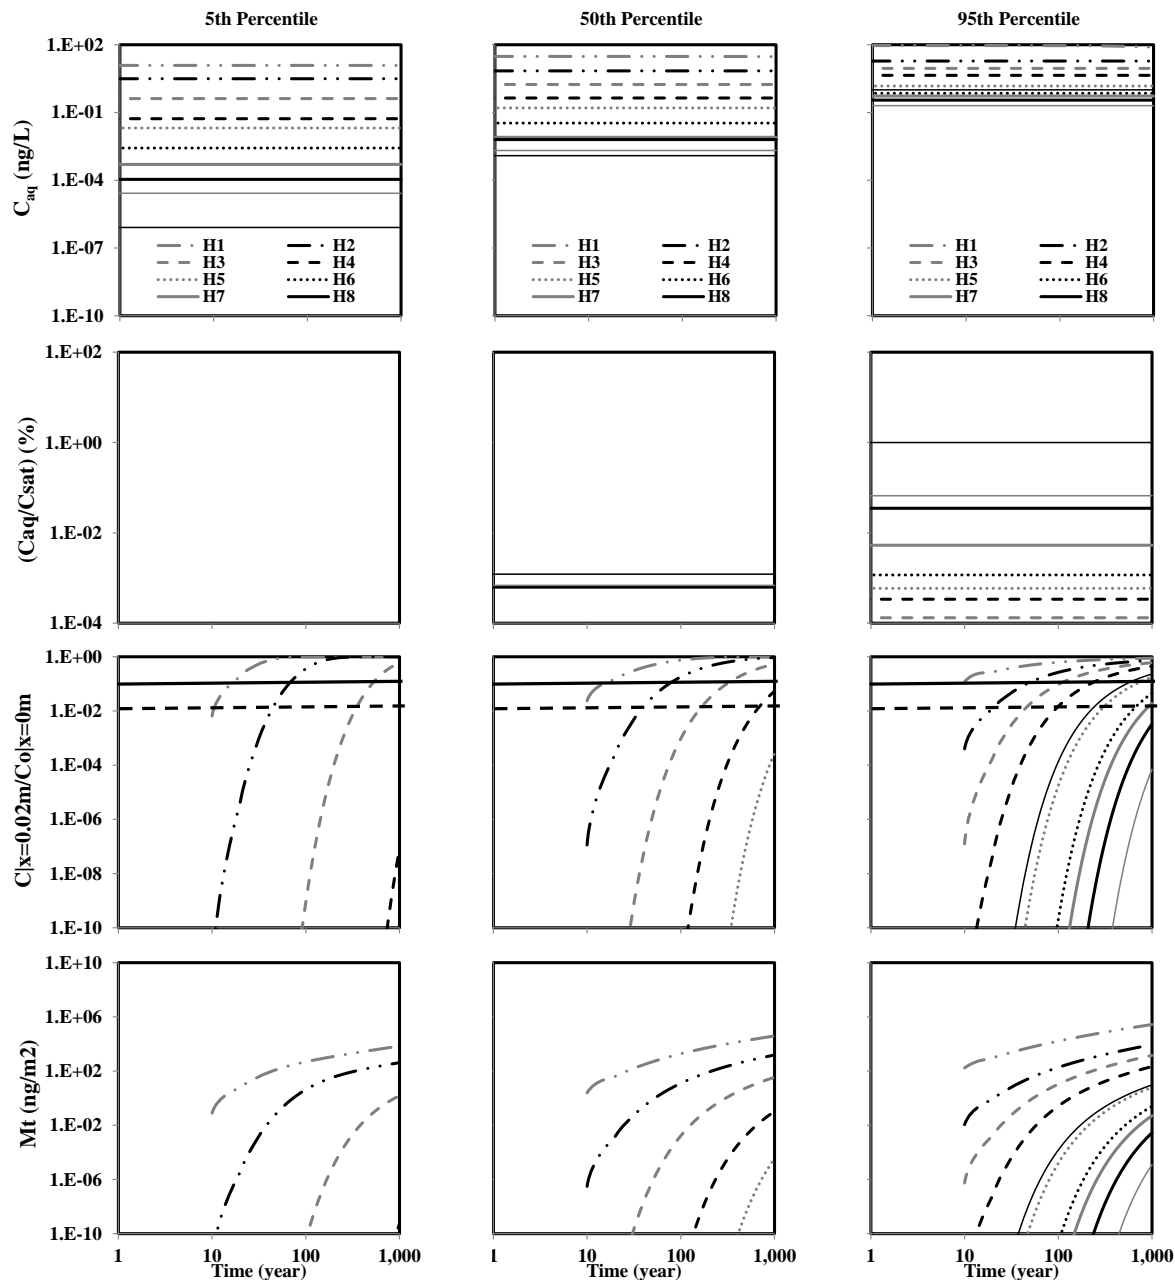 5th Percentile 50th Percentile 95th Percentile
C_aq (ng/L)
1.E+02
1.E-01
1.E-04
1.E-07
1.E-10
H1 H2
H3 H4
H5 H6
H7 H8
H1 H2
H3 H4
H5 H6
H7 H8
H1 H2
H3 H4
H5 H6
H7 H8
(Caq/Csat) (%)
1.E+02
1.E+00
1.E-02
1.E-04
C|x=0.02m/Co|x=0m
1.E+00
1.E-02
1.E-04
1.E-06
1.E-08
1.E-10
Mt (ng/m2)
1.E+10
1.E+06
1.E+02
1.E-02
1.E-06
1.E-10
1 10 100 1,000
1 10 100 1,000
1 10 100 1,000
Time (year) Time (year) Time (year)